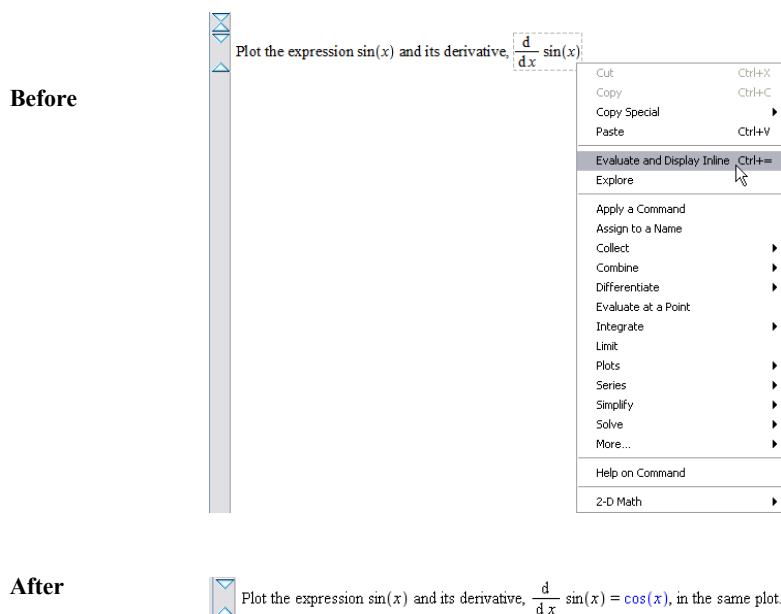 Plot the expression sin(x) and its derivative, d/dx sin(x)
Before
Cut Ctrl+X
Copy Ctrl+C
Copy Special
Paste Ctrl+V
Evaluate and Display Inline Ctrl+=
Explore
Apply a Command
Assign to a Name
Collect
Combine
Differentiate
Evaluate at a Point
Integrate
Limit
Plots
Series
Simplify
Solve
More...
Help on Command
2-D Math
After
Plot the expression sin(x) and its derivative, d/dx sin(x) = cos(x), in the same plot.